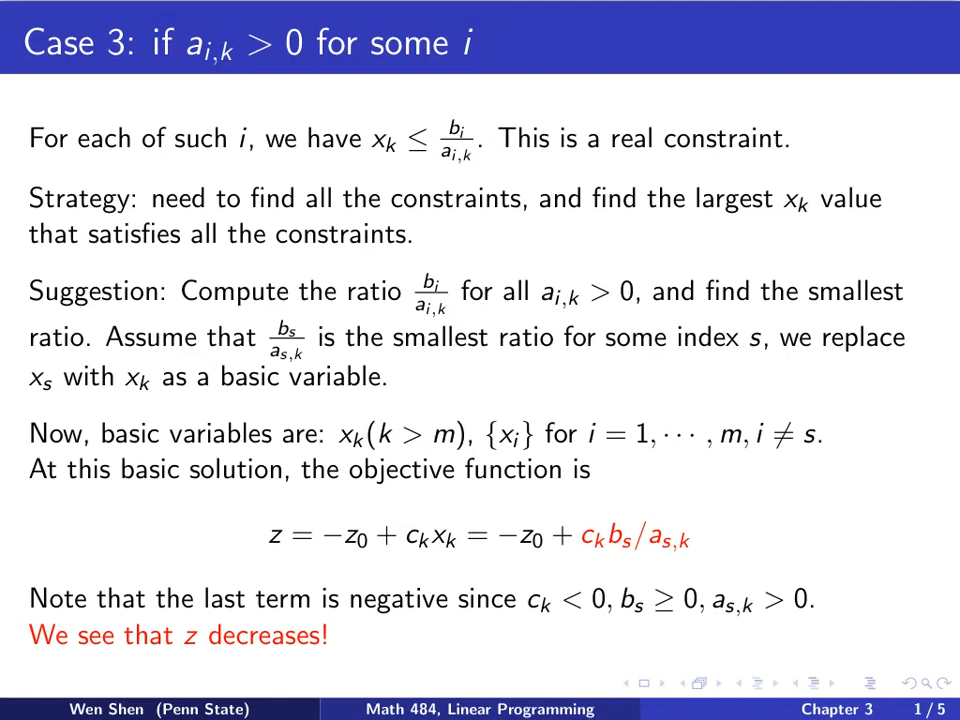 Case 3: if a_{i,k} > 0 for some i
For each of such i, we have x_k ≤ b_i/a_{i,k}. This is a real constraint.
Strategy: need to find all the constraints, and find the largest x_k value
that satisfies all the constraints.
Suggestion: Compute the ratio b_i/a_{i,k} for all a_{i,k} > 0, and find the smallest
ratio. Assume that b_s/a_{s,k} is the smallest ratio for some index s, we replace
x_s with x_k as a basic variable.
Now, basic variables are: x_k(k > m), {x_i} for i = 1, ⋯ , m, i ≠ s.
At this basic solution, the objective function is
z = −z_0 + c_k x_k = −z_0 + c_k b_s/a_{s,k}
Note that the last term is negative since c_k < 0, b_s ≥ 0, a_{s,k} > 0.
We see that z decreases!
Wen Shen (Penn State) Math 484, Linear Programming Chapter 3 1 / 5